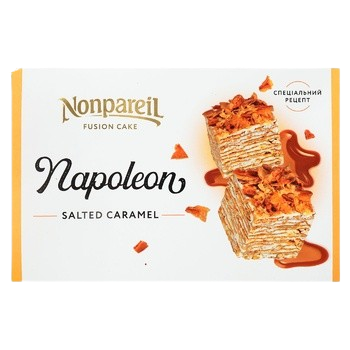 Nonpareil
FUSION CAKE
СПЕЦІАЛЬНИЙ
РЕЦЕПТ
Napoleon
SALTED CARAMEL